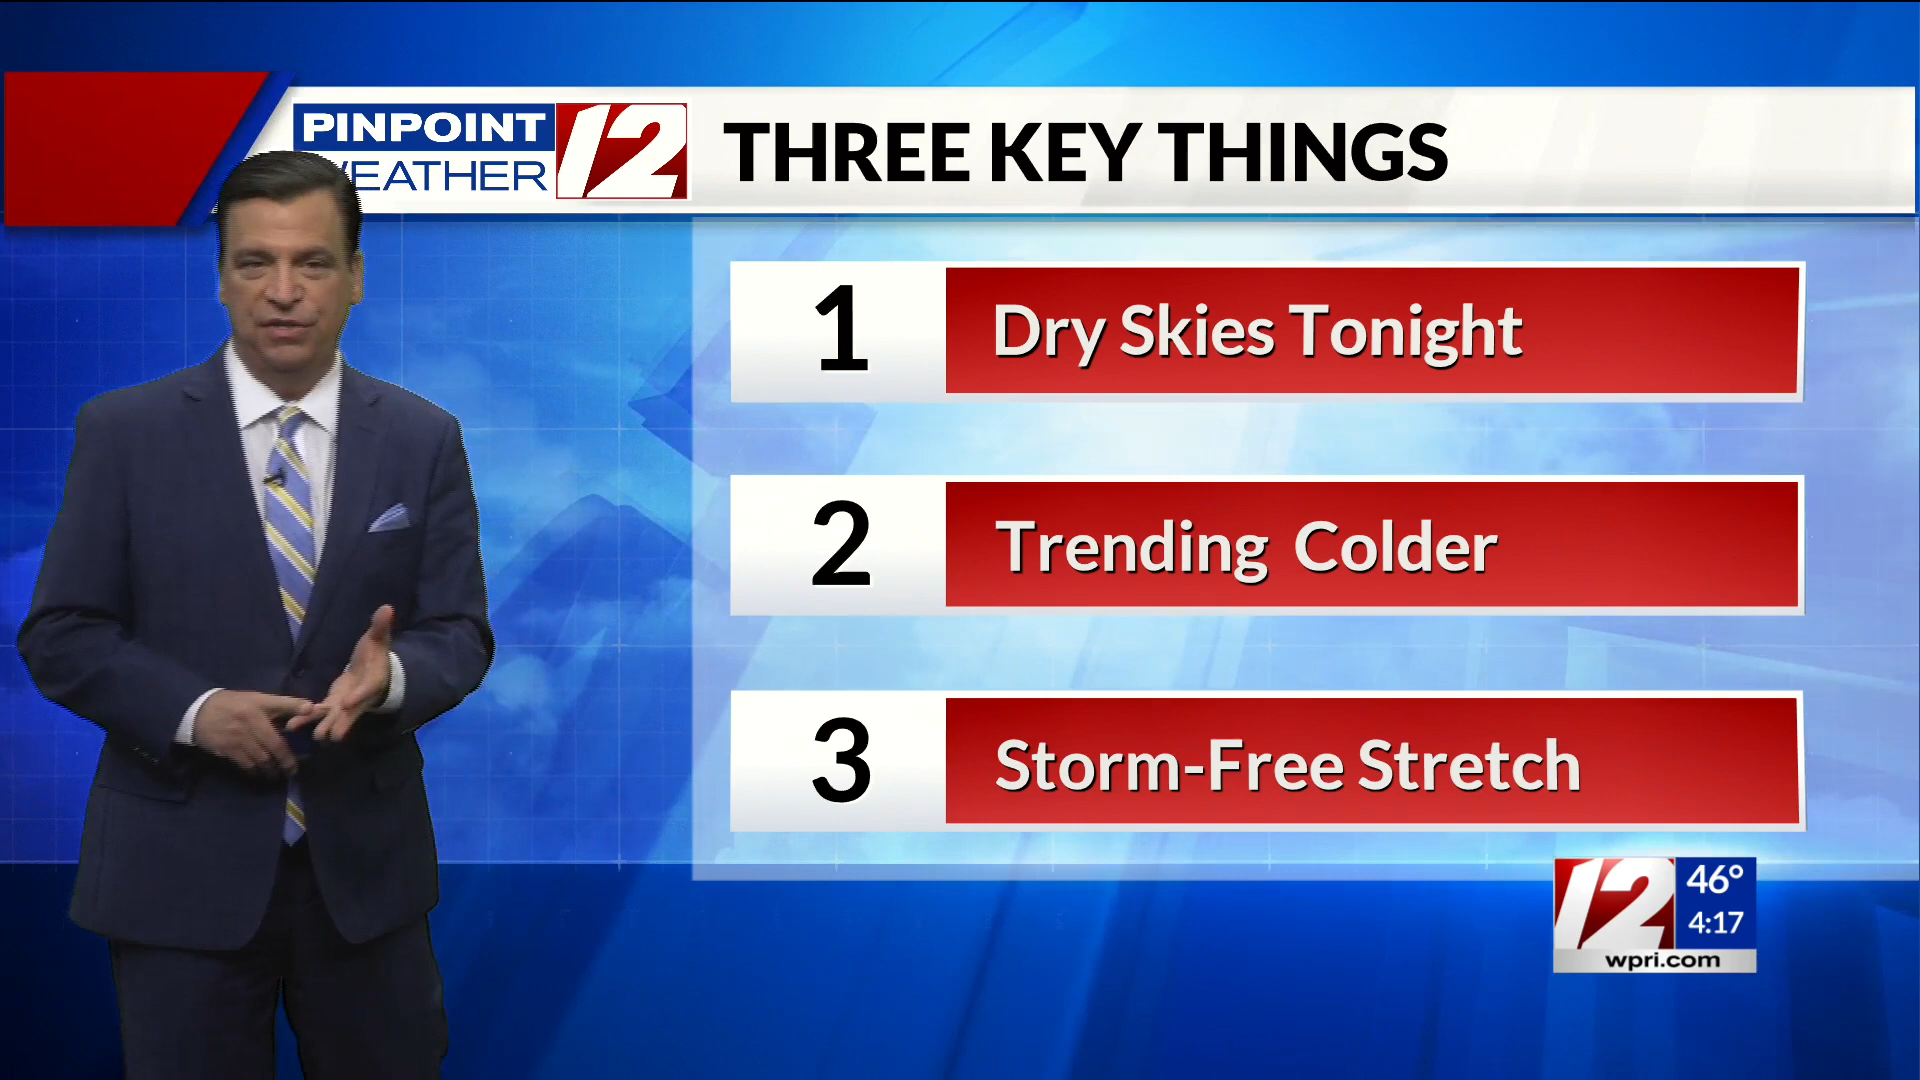 PINPOINT
WEATHER
12
THREE KEY THINGS
1
Dry Skies Tonight
2
Trending Colder
3
Storm-Free Stretch
12
46°
4:17
wpri.com